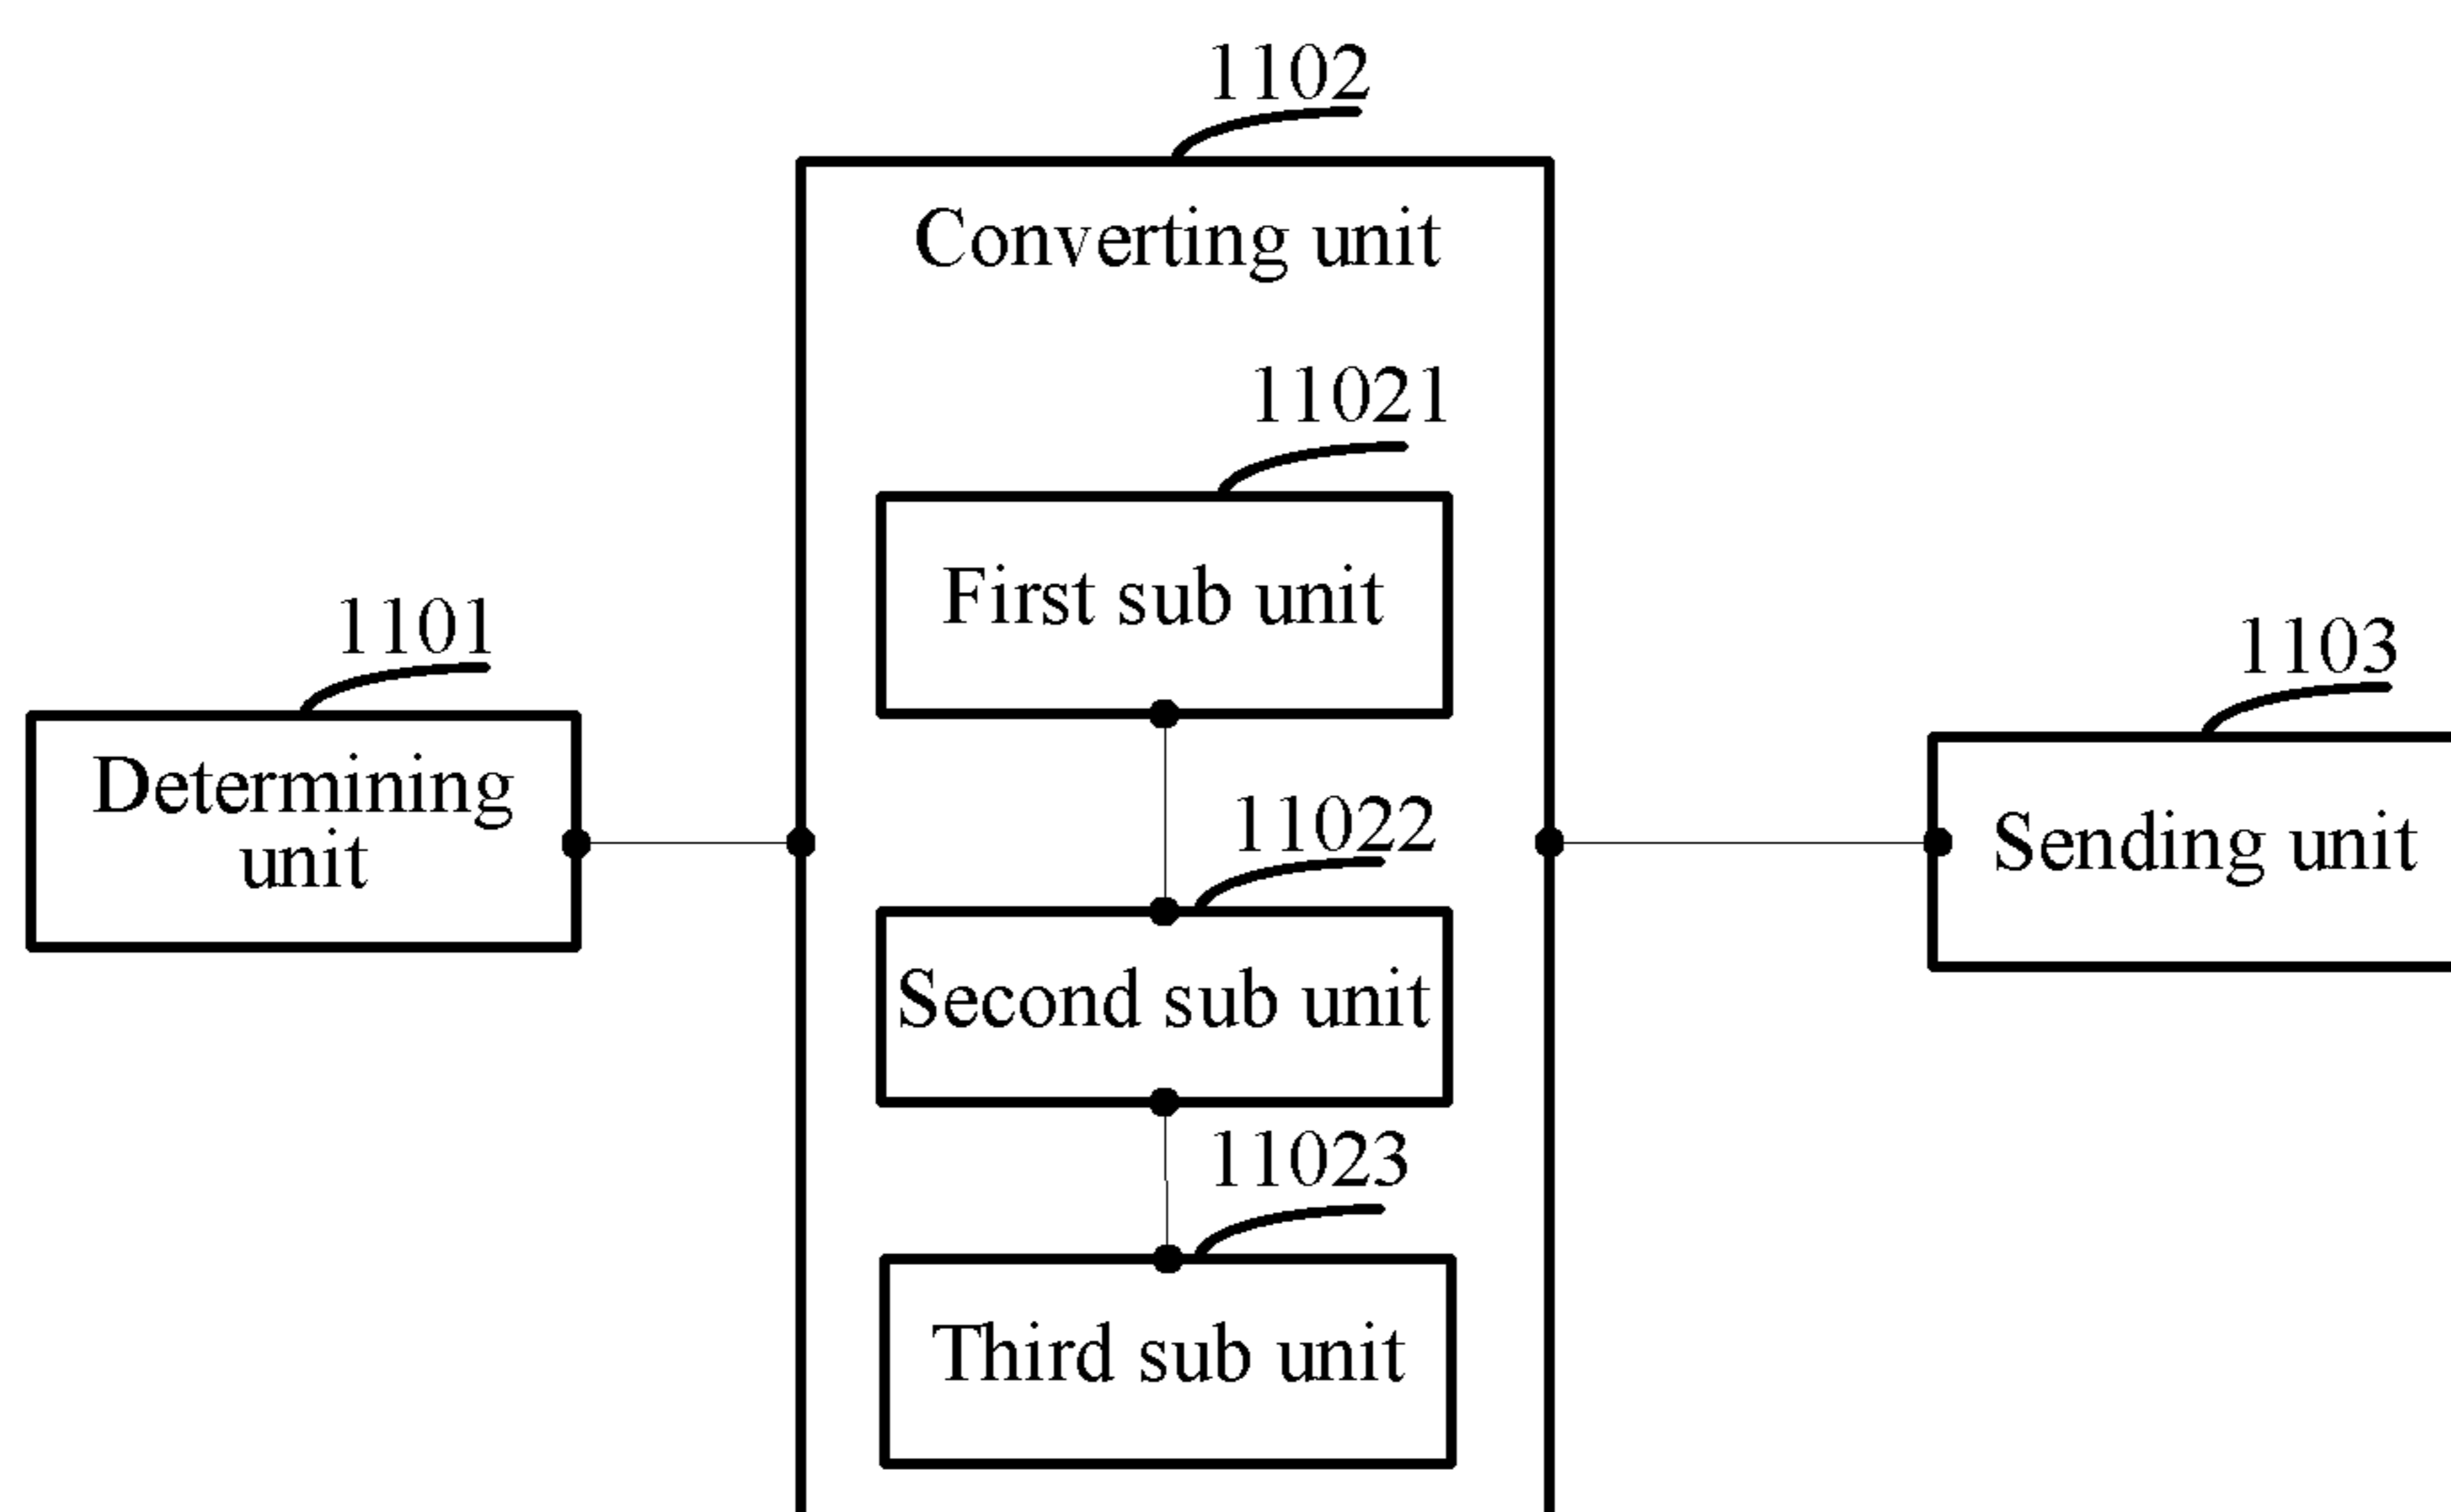 1102
Converting unit
11021
First sub unit
1101
Determining
unit
11022
Second sub unit
11023
Third sub unit
1103
Sending unit